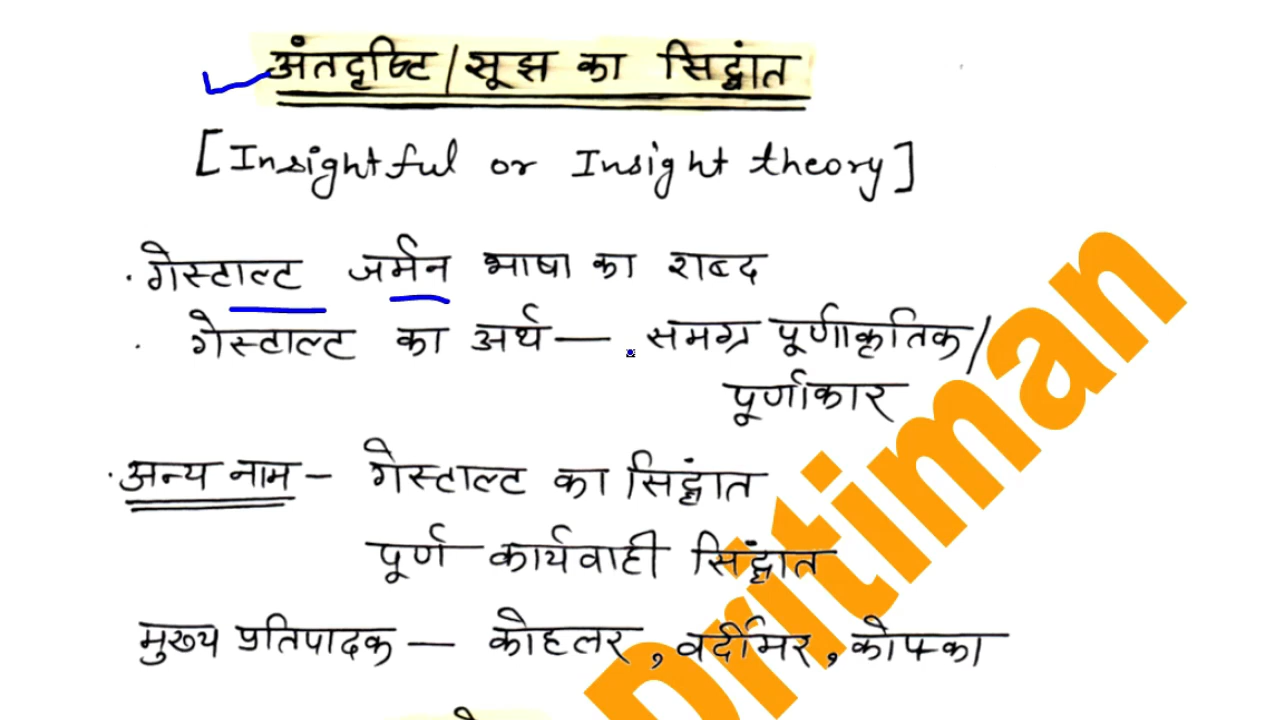 अंतदृष्टि/सूझ का सिद्धांत
[Insightful or Insight theory]
· गेस्टाल्ट जर्मन भाषा का शब्द
· गेस्टाल्ट का अर्थ — समग्र पूर्णाकृतिक/
पूर्णाकार
· अन्य नाम – गेस्टाल्ट का सिद्धांत
पूर्ण कार्यवाही सिद्धांत
मुख्य प्रतिपादक — कोहलर, वर्दीमर, कोफ्का
Dritiman